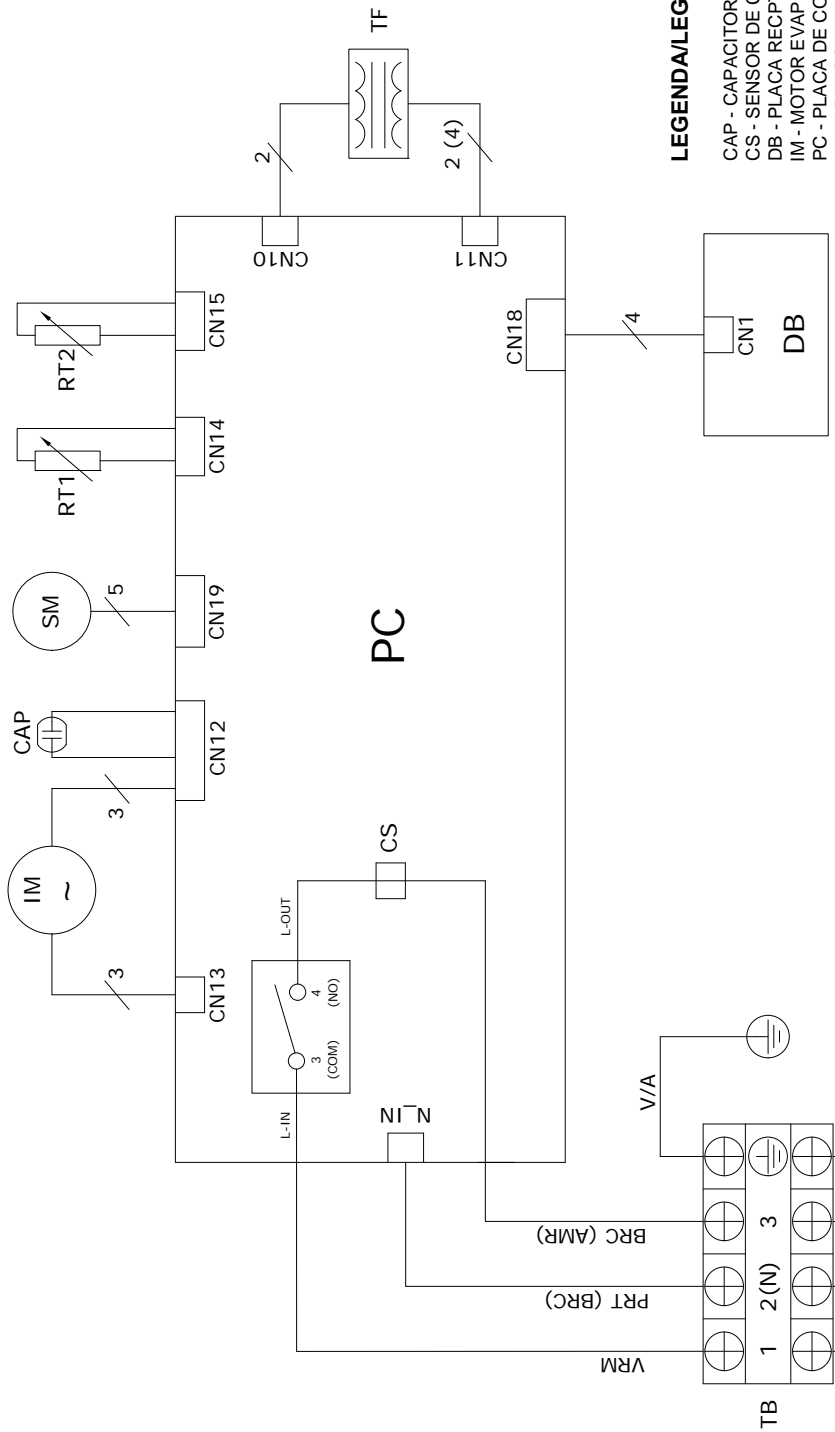 IM
~
CAP
SM
RT1
RT2
TF
3
3
5
2
2 (4)
CN13
CN12
CN19
CN14
CN15
CN10
CN11
CN18
PC
CS
L-OUT
L-IN
3
(COM)
4
(NO)
N_IN
4
CN1
DB
VRM
PRT (BRC)
BRC (AMR)
V/A
TB
1
2(N)
3
LEGENDA/LEG
CAP - CAPACITOR
CS - SENSOR DE C
DB - PLACA RECPT
IM - MOTOR EVAP
PC - PLACA DE CO